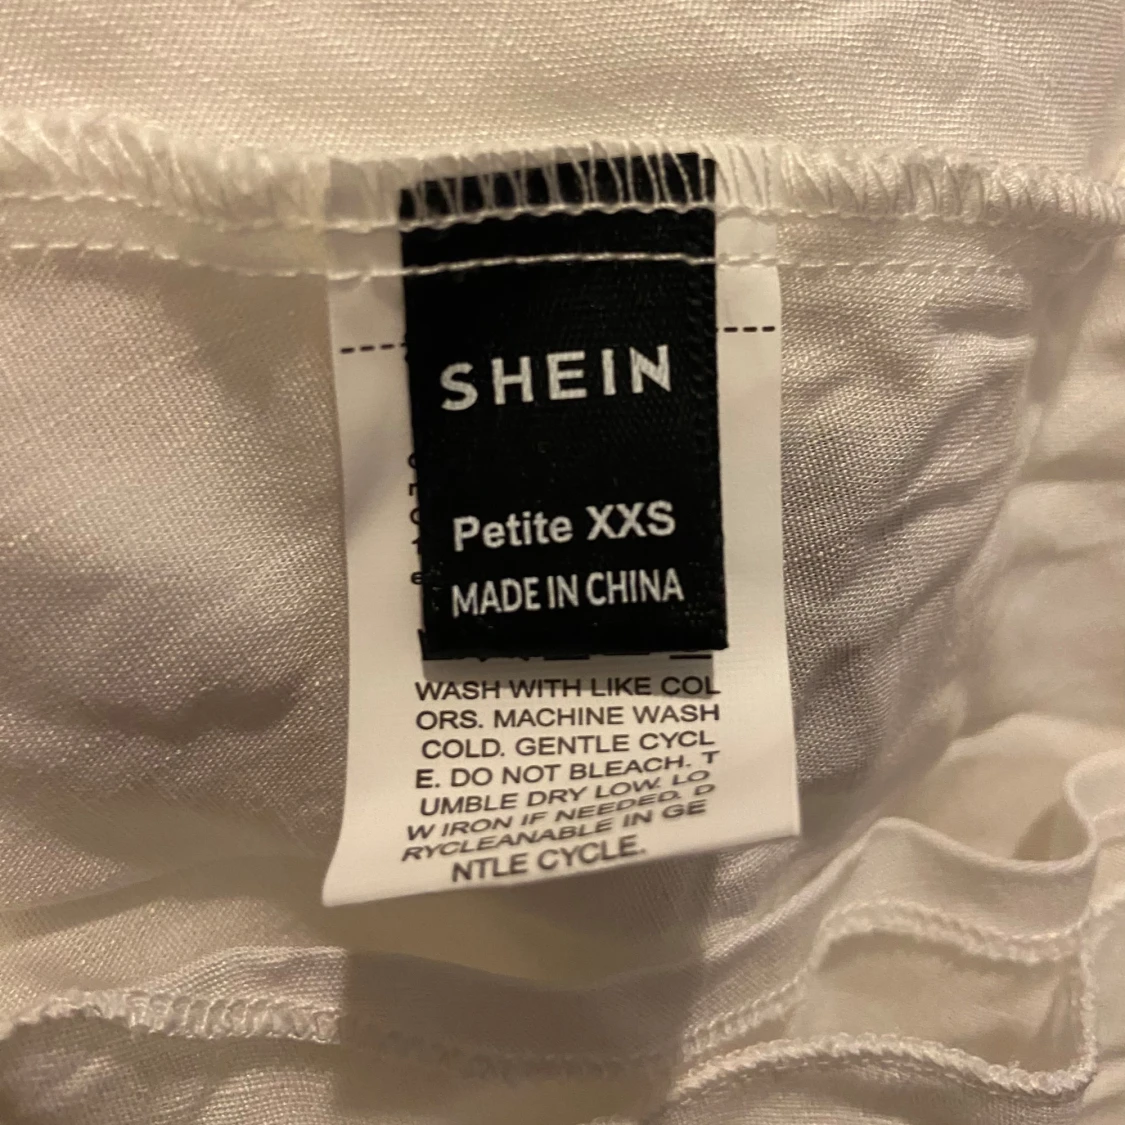 SHEIN
Petite XXS
MADE IN CHINA
WASH WITH LIKE COL
ORS. MACHINE WASH
COLD. GENTLE CYCL
E. DO NOT BLEACH. T
UMBLE DRY LOW. LO
W IRON IF NEEDED. D
RYCLEANABLE IN GE
NTLE CYCLE.